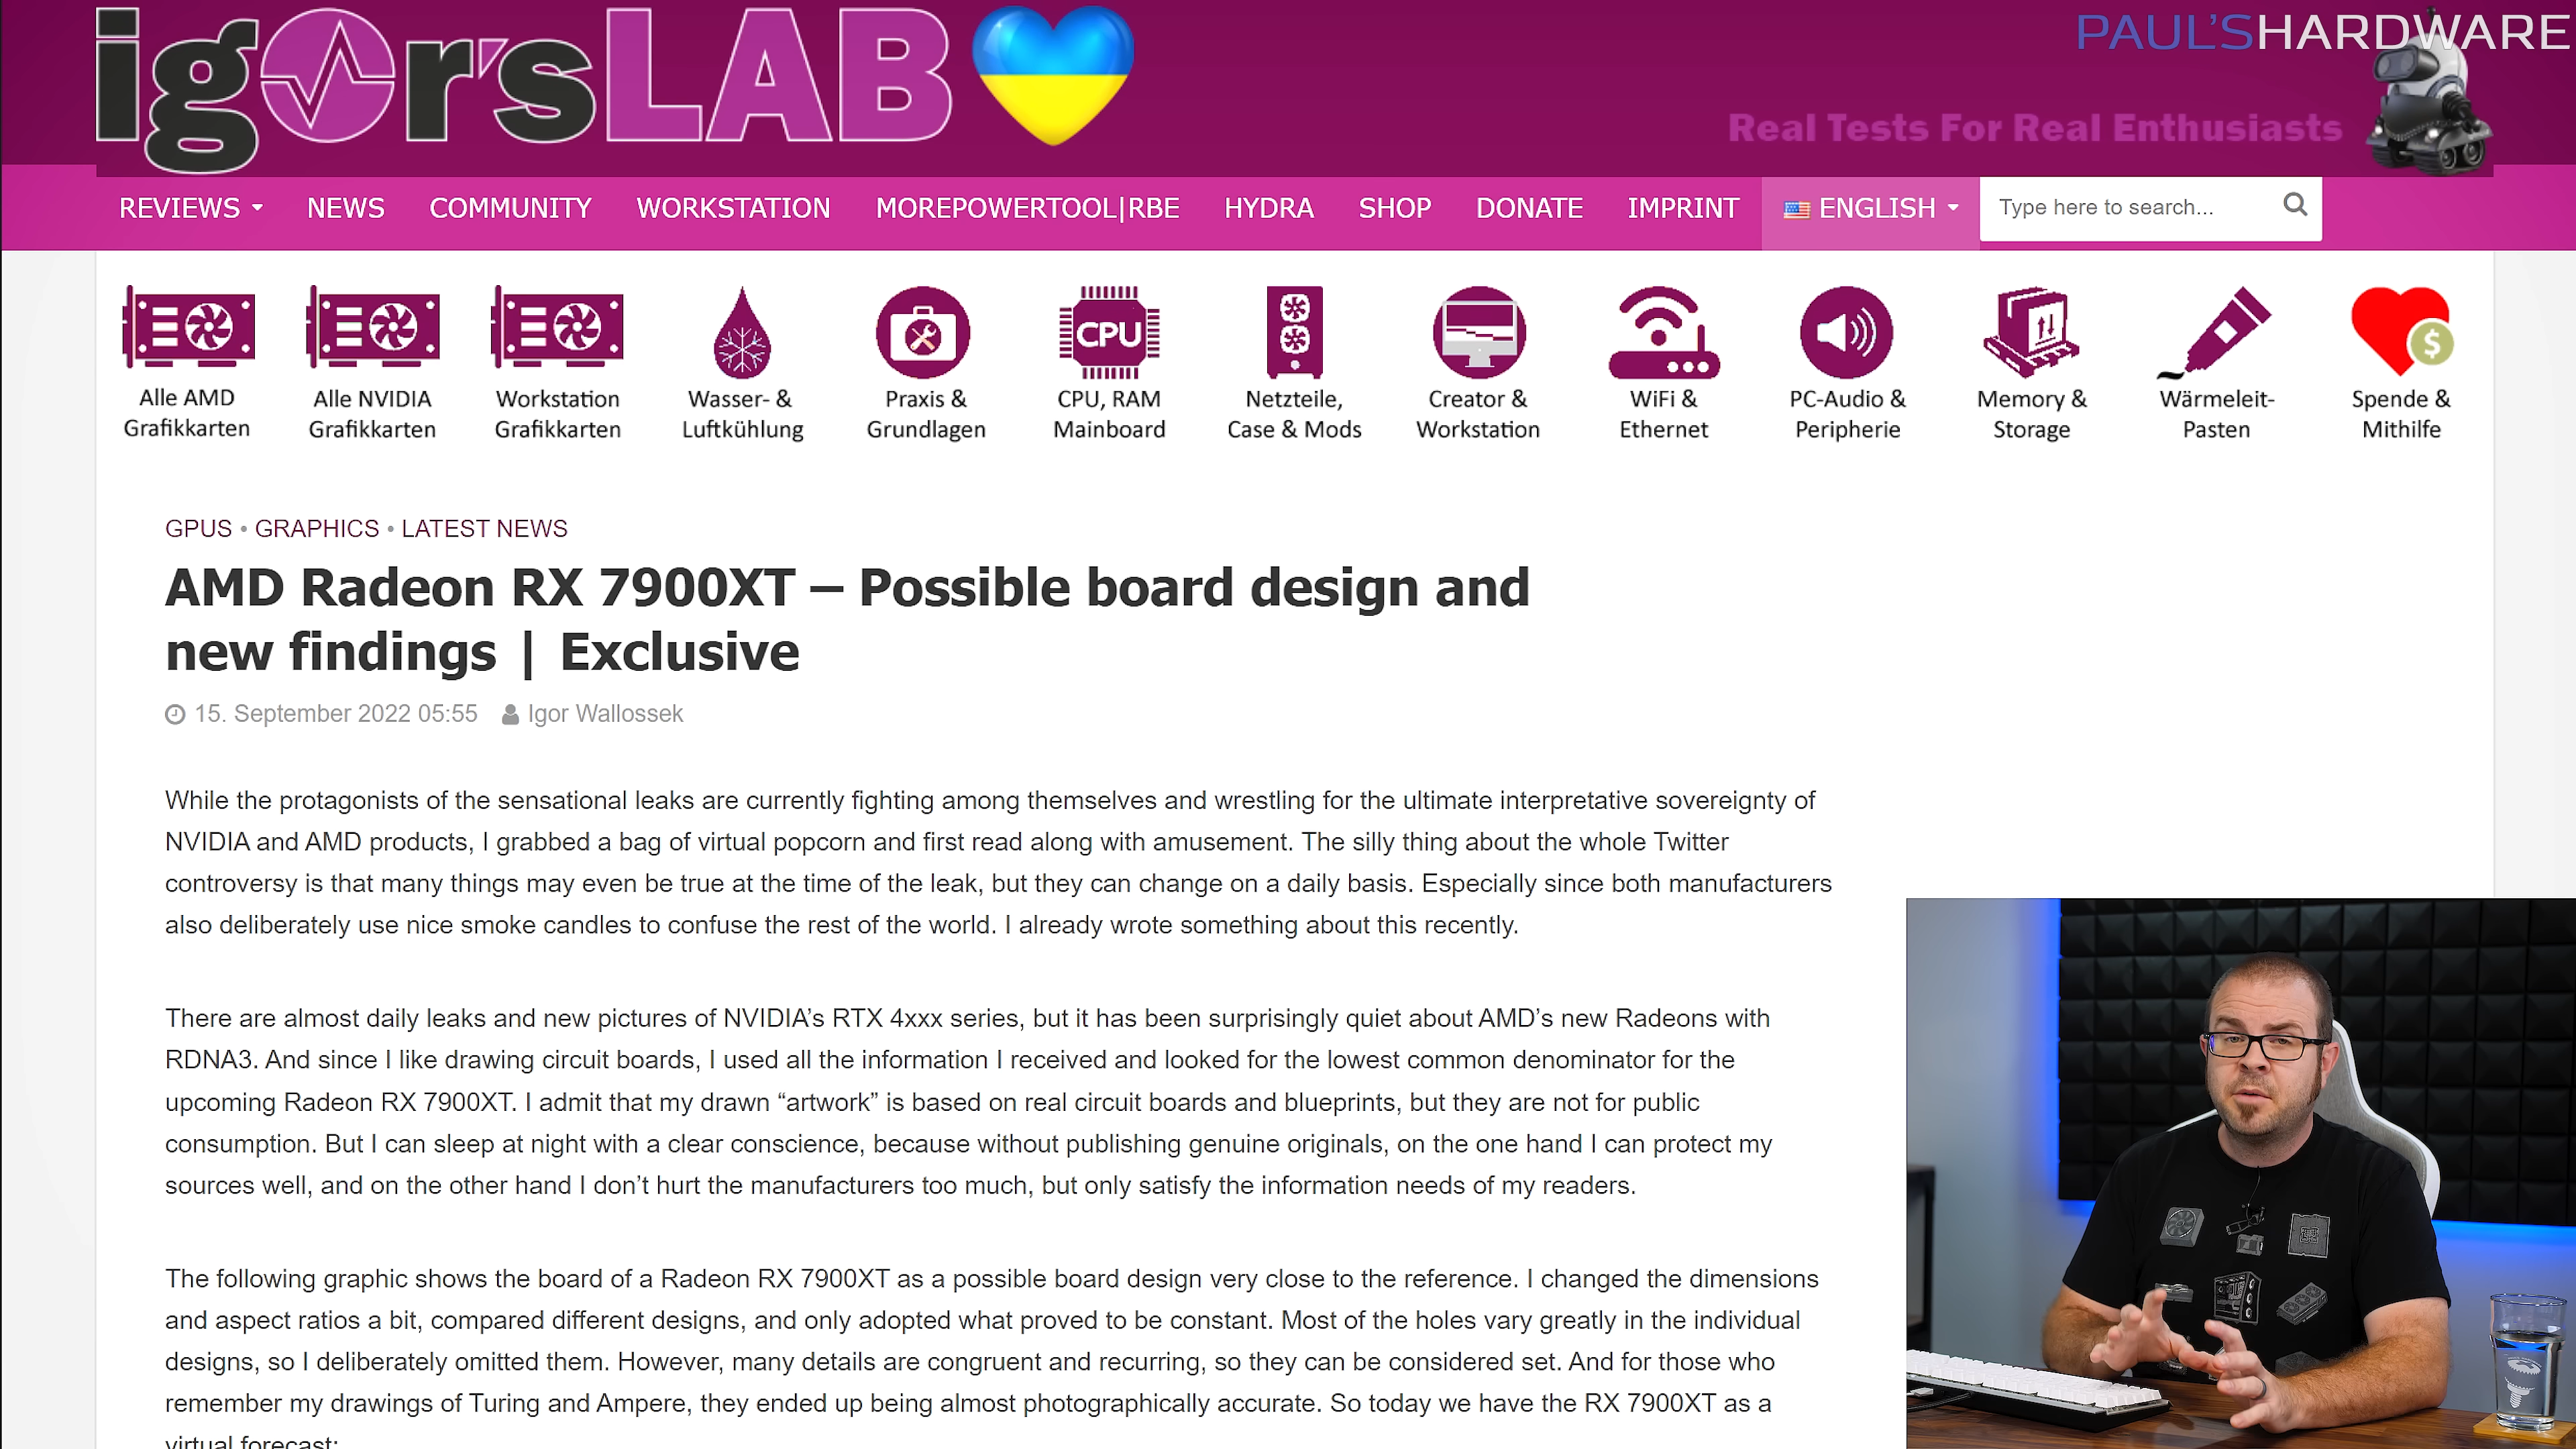 igor'sLAB
PAUL'SHARDWARE
Real Tests For Real Enthusiasts
REVIEWS NEWS COMMUNITY WORKSTATION MOREPOWERTOOL|RBE HYDRA SHOP DONATE IMPRINT ENGLISH Type here to search...
CPU
Alle AMD
Grafikkarten
Alle NVIDIA
Grafikkarten
Workstation
Grafikkarten
Wasser- &
Luftkühlung
Praxis &
Grundlagen
CPU, RAM
Mainboard
Netzteile,
Case & Mods
Creator &
Workstation
WiFi &
Ethernet
PC-Audio &
Peripherie
Memory &
Storage
Wärmeleit-
Pasten
$
Spende &
Mithilfe
GPUS • GRAPHICS • LATEST NEWS
AMD Radeon RX 7900XT – Possible board design and
new findings | Exclusive
15. September 2022 05:55 Igor Wallossek
While the protagonists of the sensational leaks are currently fighting among themselves and wrestling for the ultimate interpretative sovereignty of
NVIDIA and AMD products, I grabbed a bag of virtual popcorn and first read along with amusement. The silly thing about the whole Twitter
controversy is that many things may even be true at the time of the leak, but they can change on a daily basis. Especially since both manufacturers
also deliberately use nice smoke candles to confuse the rest of the world. I already wrote something about this recently.
There are almost daily leaks and new pictures of NVIDIA’s RTX 4xxx series, but it has been surprisingly quiet about AMD’s new Radeons with
RDNA3. And since I like drawing circuit boards, I used all the information I received and looked for the lowest common denominator for the
upcoming Radeon RX 7900XT. I admit that my drawn “artwork” is based on real circuit boards and blueprints, but they are not for public
consumption. But I can sleep at night with a clear conscience, because without publishing genuine originals, on the one hand I can protect my
sources well, and on the other hand I don’t hurt the manufacturers too much, but only satisfy the information needs of my readers.
The following graphic shows the board of a Radeon RX 7900XT as a possible board design very close to the reference. I changed the dimensions
and aspect ratios a bit, compared different designs, and only adopted what proved to be constant. Most of the holes vary greatly in the individual
designs, so I deliberately omitted them. However, many details are congruent and recurring, so they can be considered set. And for those who
remember my drawings of Turing and Ampere, they ended up being almost photographically accurate. So today we have the RX 7900XT as a
virtual forecast: